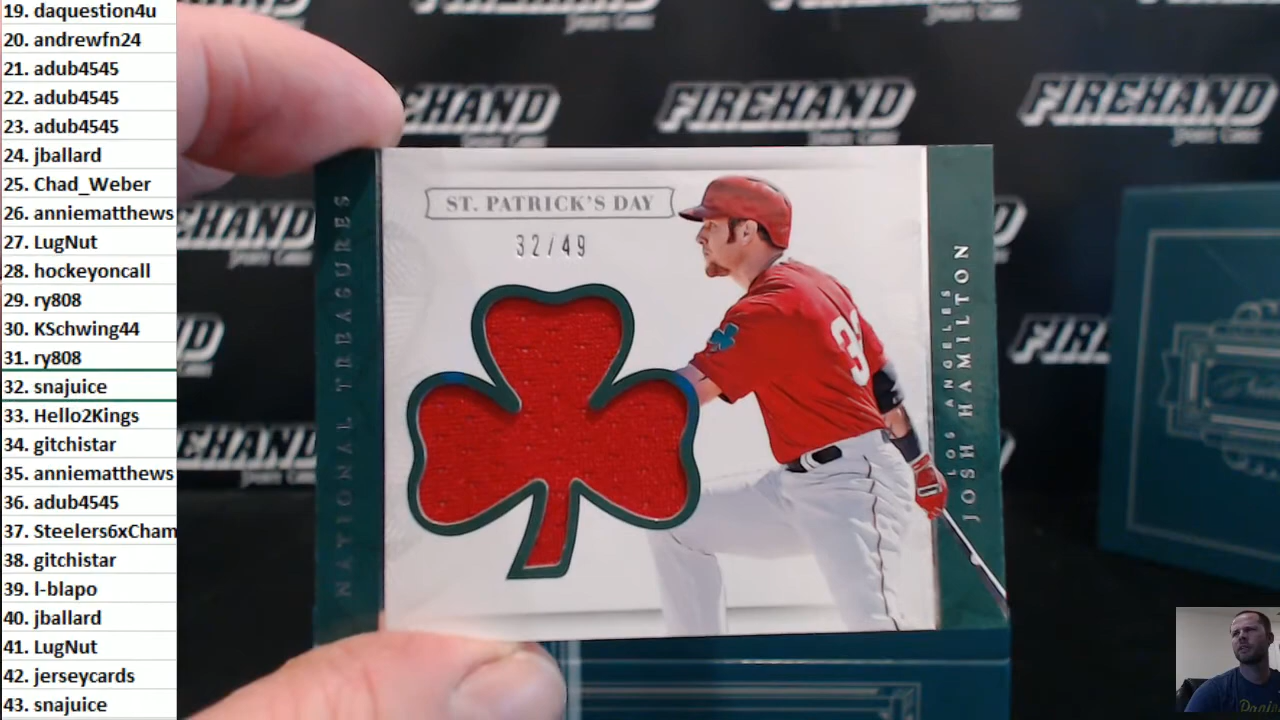 19. daquestion4u
20. andrewfn24
21. adub4545
22. adub4545
23. adub4545
24. jballard
25. Chad_Weber
26. anniematthews
27. LugNut
28. hockeyoncall
29. ry808
30. KSchwing44
31. ry808
32. snajuice
33. Hello2Kings
34. gitchistar
35. anniematthews
36. adub4545
37. Steelers6xCham
38. gitchistar
39. l-blapo
40. jballard
41. LugNut
42. jerseycards
43. snajuice
FIREHAND
FIREHAND
FIREHAND
NATIONAL TREASURES
ST. PATRICK'S DAY
32/49
LOS ANGELES
JOSH HAMILTON